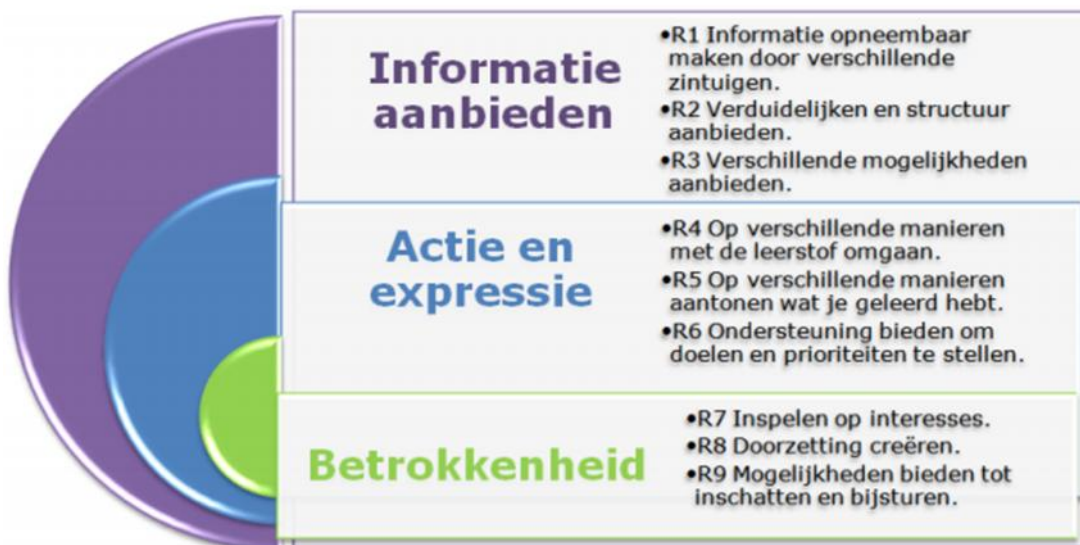 Informatie
aanbieden
•R1 Informatie opneembaar
maken door verschillende
zintuigen.
•R2 Verduidelijken en structuur
aanbieden.
•R3 Verschillende mogelijkheden
aanbieden.
Actie en
expressie
•R4 Op verschillende manieren
met de leerstof omgaan.
•R5 Op verschillende manieren
aantonen wat je geleerd hebt.
•R6 Ondersteuning bieden om
doelen en prioriteiten te stellen.
Betrokkenheid
•R7 Inspelen op interesses.
•R8 Doorzetting creëren.
•R9 Mogelijkheden bieden tot
inschatten en bijsturen.